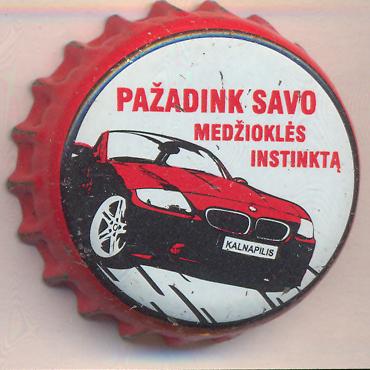 PAŽADINK SAVO
MEDŽIOKLĖS
INSTINKTĄ
KALNAPILIS